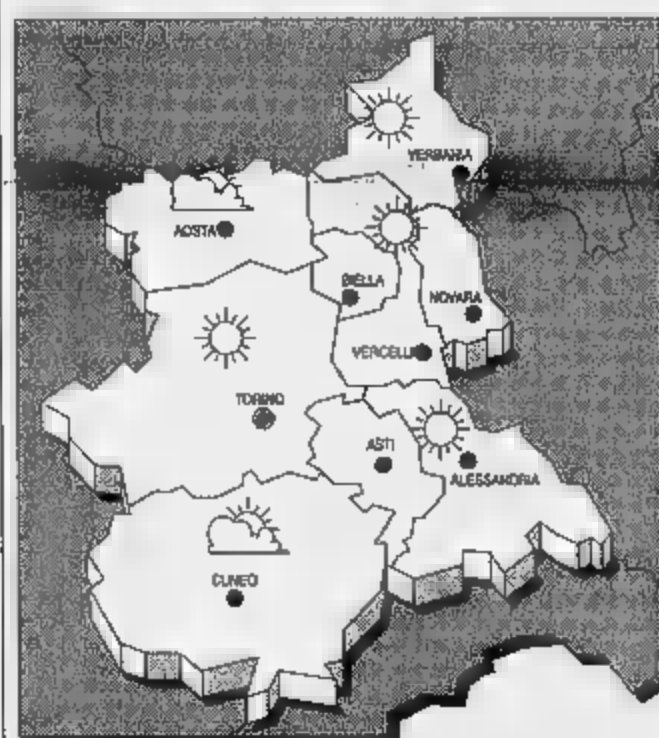 VERBANIA
AOSTA
BIELLA
NOVARA
VERCELLI
TORINO
ASTI
ALESSANDRIA
CUNEO